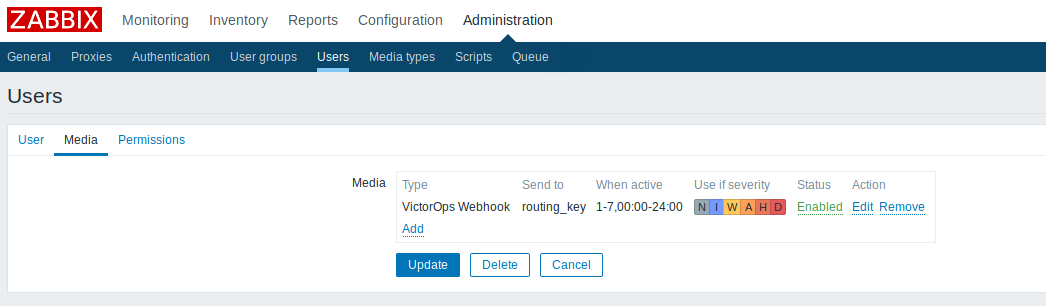 ZABBIX Monitoring Inventory Reports Configuration Administration
General Proxies Authentication User groups Users Media types Scripts Queue
Users
User Media Permissions
Media Type Send to When active Use if severity Status Action
VictorOps Webhook routing_key 1-7,00:00-24:00 N I W A H D Enabled Edit Remove
Add
Update Delete Cancel